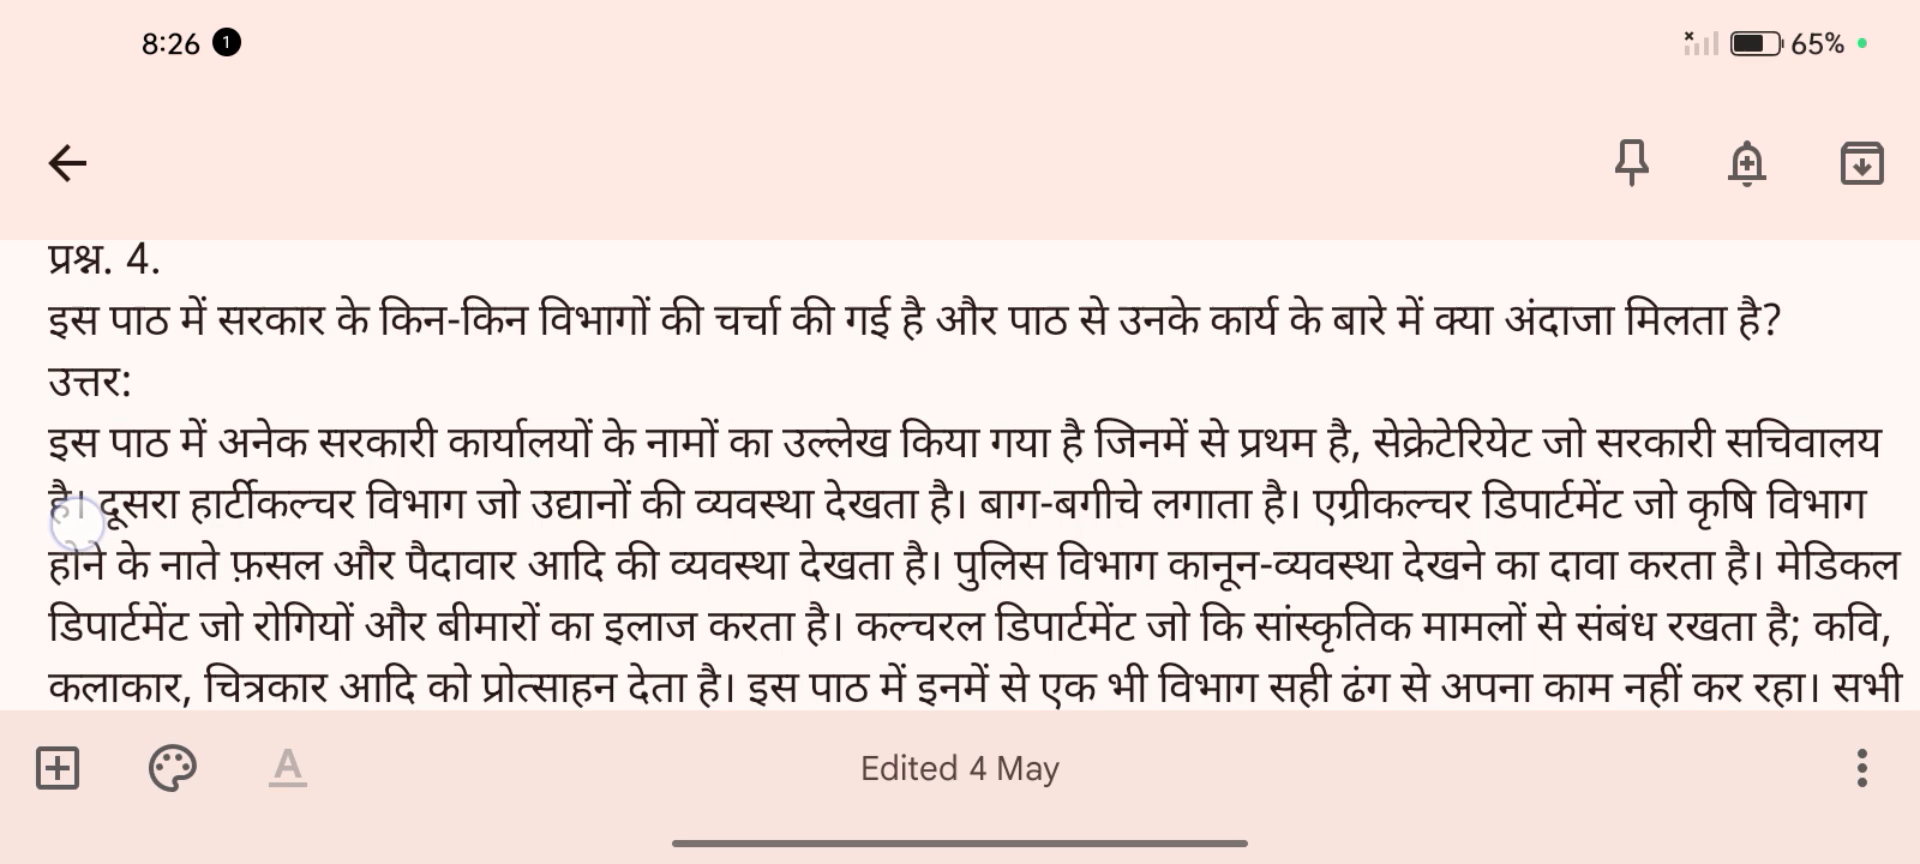 8:26 1
65%
प्रश्न. 4.
इस पाठ में सरकार के किन-किन विभागों की चर्चा की गई है और पाठ से उनके कार्य के बारे में क्या अंदाजा मिलता है?
उत्तर:
इस पाठ में अनेक सरकारी कार्यालयों के नामों का उल्लेख किया गया है जिनमें से प्रथम है, सेक्रेटेरियेट जो सरकारी सचिवालय
है। दूसरा हार्टीकल्चर विभाग जो उद्यानों की व्यवस्था देखता है। बाग-बगीचे लगाता है। एग्रीकल्चर डिपार्टमेंट जो कृषि विभाग
होने के नाते फ़सल और पैदावार आदि की व्यवस्था देखता है। पुलिस विभाग कानून-व्यवस्था देखने का दावा करता है। मेडिकल
डिपार्टमेंट जो रोगियों और बीमारों का इलाज करता है। कल्चरल डिपार्टमेंट जो कि सांस्कृतिक मामलों से संबंध रखता है; कवि,
कलाकार, चित्रकार आदि को प्रोत्साहन देता है। इस पाठ में इनमें से एक भी विभाग सही ढंग से अपना काम नहीं कर रहा। सभी
A
Edited 4 May